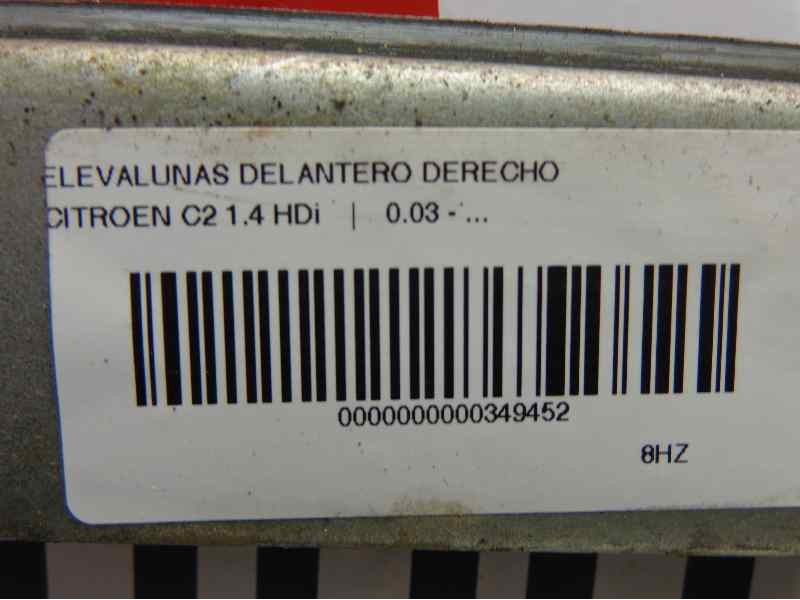 ELEVALUNAS DELANTERO DERECHO
CITROEN C2 1.4 HDi | 0.03 - ...
0000000000349452
8HZ